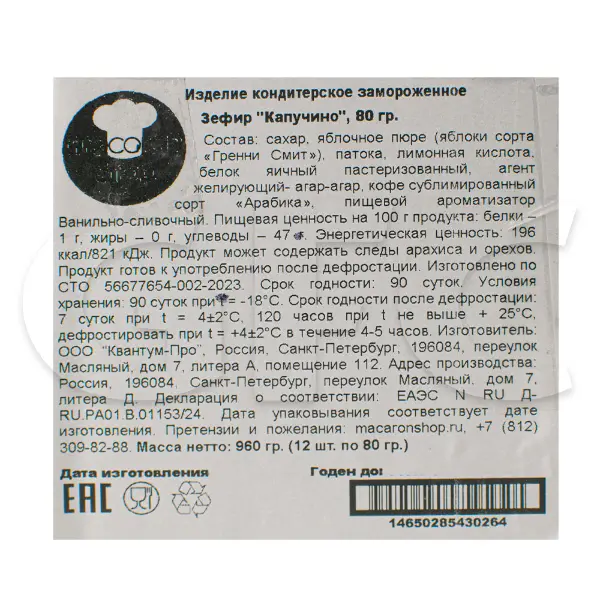 Изделие кондитерское замороженное
Зефир "Капучино", 80 гр.
Состав: сахар, яблочное пюре (яблоки сорта
«Гренни Смит»), патока, лимонная кислота,
белок яичный пастеризованный, агент
желирующий- агар-агар, кофе сублимированный
сорт «Арабика», пищевой ароматизатор
Ванильно-сливочный. Пищевая ценность на 100 г продукта: белки –
1 г, жиры – 0 г, углеводы – 47 г. Энергетическая ценность: 196
ккал/821 кДж. Продукт может содержать следы арахиса и орехов.
Продукт готов к употреблению после дефростации. Изготовлено по
СТО 56677654-002-2023. Срок годности: 90 суток. Условия
хранения: 90 суток при t = -18°С. Срок годности после дефростации:
7 суток при t = 4±2°С, 120 часов при t не выше + 25°С,
дефростировать при t = +4±2°С в течение 4-5 часов. Изготовитель:
ООО "Квантум-Про", Россия, Санкт-Петербург, 196084, переулок
Масляный, дом 7, литера А, помещение 112. Адрес производства:
Россия, 196084, Санкт-Петербург, переулок Масляный, дом 7,
литера Д. Декларация о соответствии: ЕАЭС N RU Д-
RU.РА01.В.01153/24. Дата упаковывания соответствует дате
изготовления. Претензии и пожелания: macaronshop.ru, +7 (812)
309-82-88. Масса нетто: 960 гр. (12 шт. по 80 гр.)
Дата изготовления Годен до:
ЕАС
14650285430264